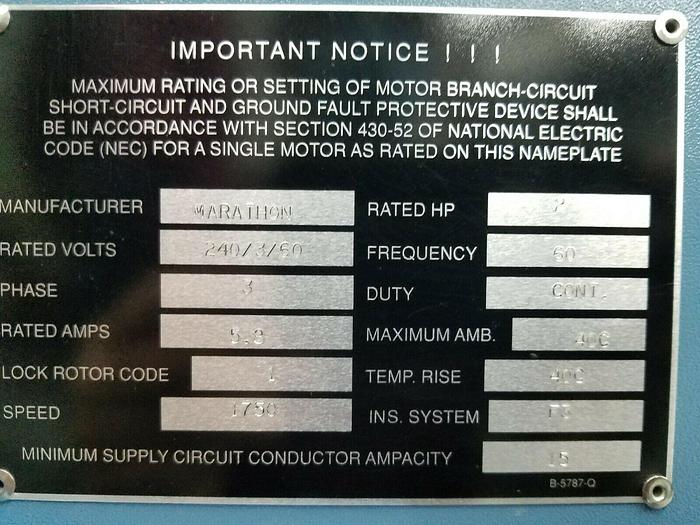 IMPORTANT NOTICE ! ! !
MAXIMUM RATING OR SETTING OF MOTOR BRANCH-CIRCUIT
SHORT-CIRCUIT AND GROUND FAULT PROTECTIVE DEVICE SHALL
BE IN ACCORDANCE WITH SECTION 430-52 OF NATIONAL ELECTRIC
CODE (NEC) FOR A SINGLE MOTOR AS RATED ON THIS NAMEPLATE
MANUFACTURER MARATHON RATED HP 2
RATED VOLTS 240/3/60 FREQUENCY 60
PHASE 3 DUTY CONT.
RATED AMPS MAXIMUM AMB. 40C
LOCK ROTOR CODE TEMP. RISE 40C
SPEED 1750 INS. SYSTEM
MINIMUM SUPPLY CIRCUIT CONDUCTOR AMPACITY 15
B-5787-Q